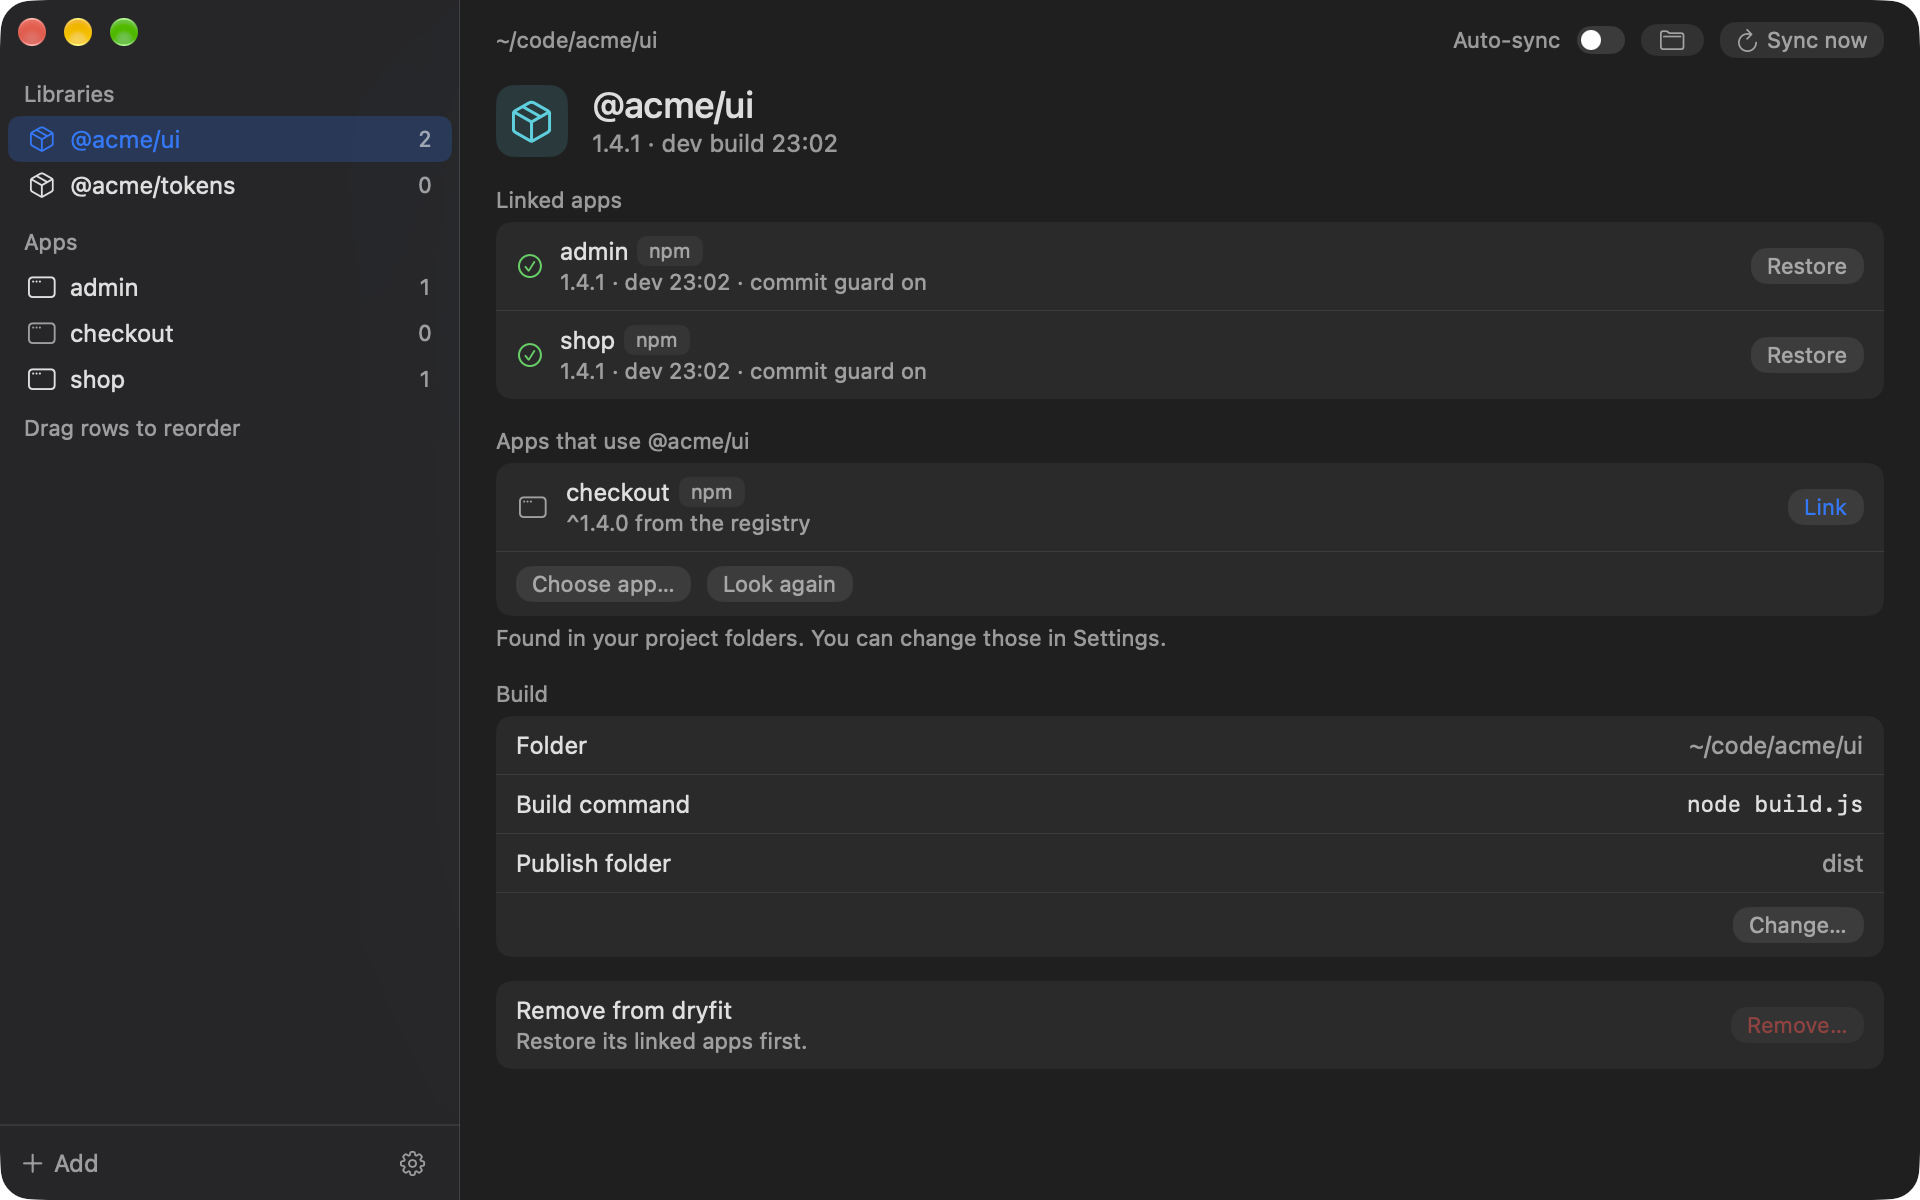 Libraries
@acme/ui 2
@acme/tokens 0
Apps
admin 1
checkout 0
shop 1
Drag rows to reorder
+ Add
~/code/acme/ui
Auto-sync
Sync now
@acme/ui
1.4.1 · dev build 23:02
Linked apps
admin npm
1.4.1 · dev 23:02 · commit guard on
Restore
shop npm
1.4.1 · dev 23:02 · commit guard on
Restore
Apps that use @acme/ui
checkout npm
^1.4.0 from the registry
Link
Choose app... Look again
Found in your project folders. You can change those in Settings.
Build
Folder ~/code/acme/ui
Build command node build.js
Publish folder dist
Change...
Remove from dryfit
Restore its linked apps first.
Remove...